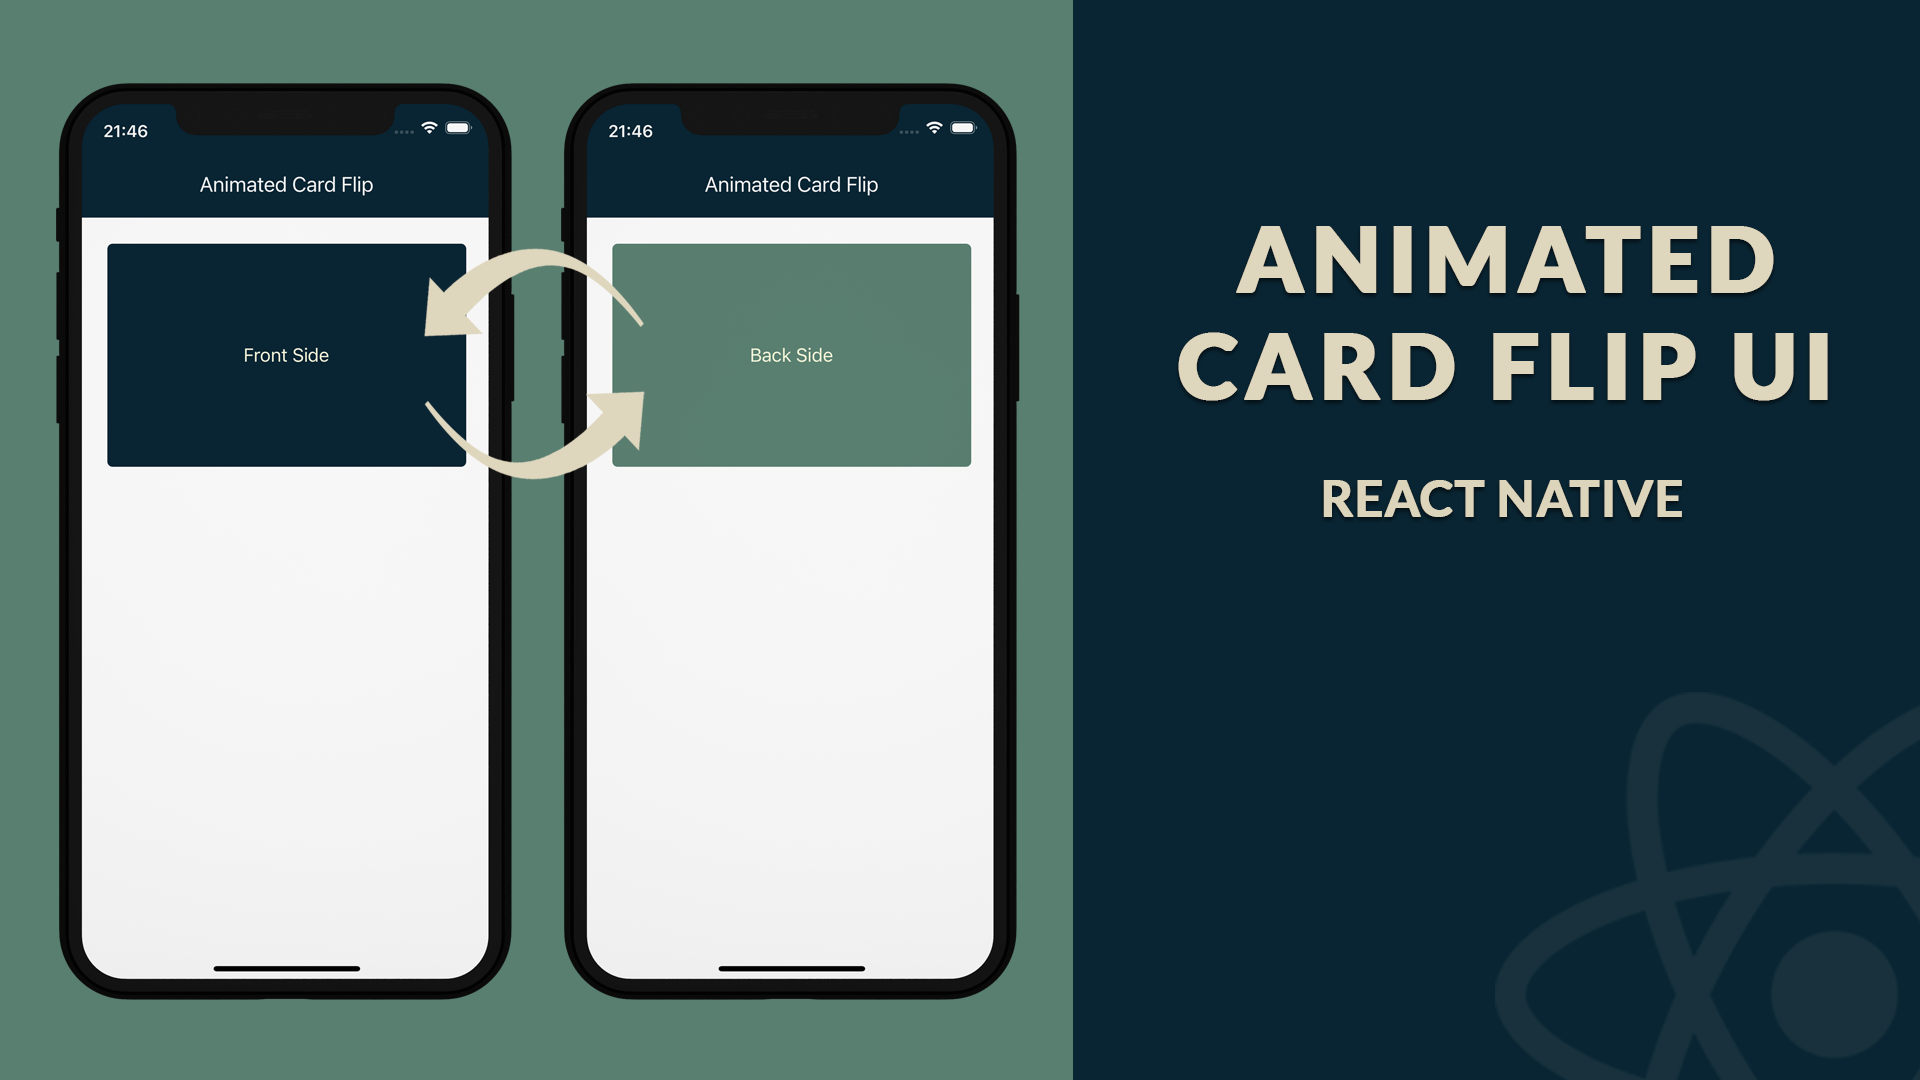 21:46
Animated Card Flip
Front Side
21:46
Animated Card Flip
Back Side
ANIMATED
CARD FLIP UI
REACT NATIVE